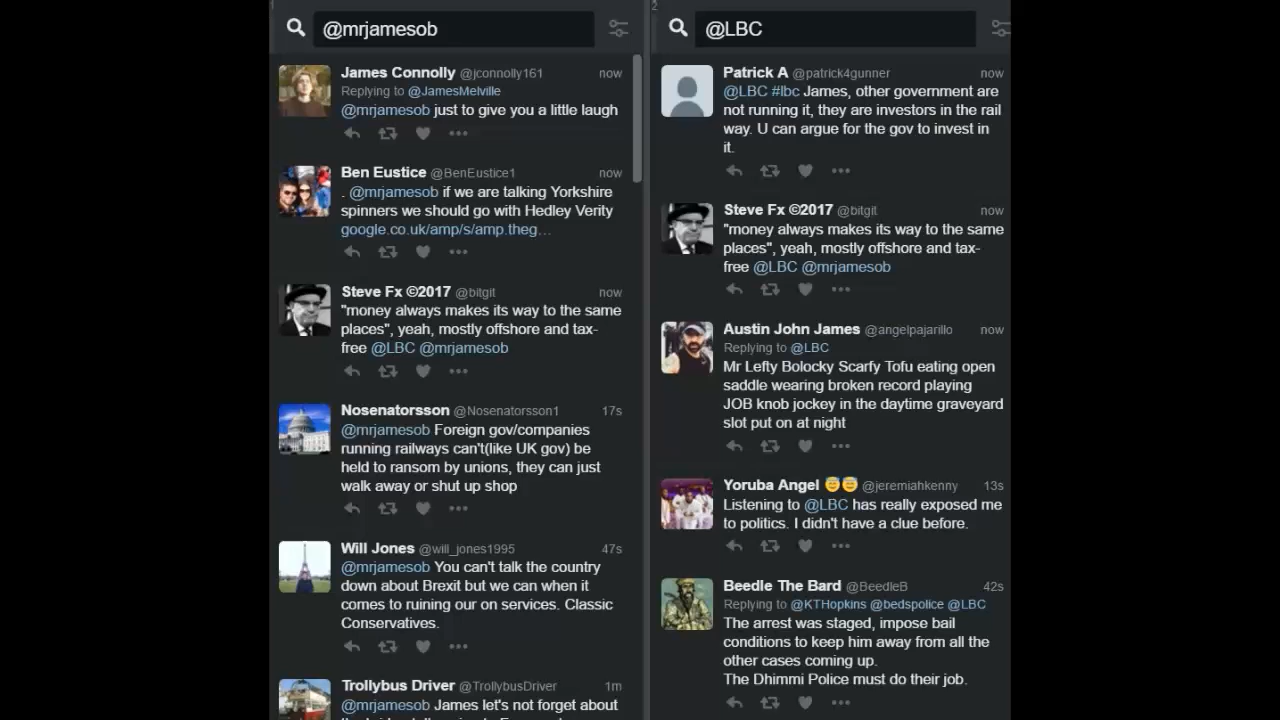 1
@mrjamesob
James Connolly @jconnolly161 now
Replying to @JamesMelville
@mrjamesob just to give you a little laugh
Ben Eustice @BenEustice1 now
. @mrjamesob if we are talking Yorkshire
spinners we should go with Hedley Verity
google.co.uk/amp/s/amp.theg…
Steve Fx ©2017 @bitgit now
"money always makes its way to the same
places", yeah, mostly offshore and tax-
free @LBC @mrjamesob
Nosenatorsson @Nosenatorsson1 17s
@mrjamesob Foreign gov/companies
running railways can't(like UK gov) be
held to ransom by unions, they can just
walk away or shut up shop
Will Jones @will_jones1995 47s
@mrjamesob You can't talk the country
down about Brexit but we can when it
comes to ruining our on services. Classic
Conservatives.
Trollybus Driver @TrollybusDriver 1m
@mrjamesob James let's not forget about
2
@LBC
Patrick A @patrick4gunner now
@LBC #lbc James, other government are
not running it, they are investors in the rail
way. U can argue for the gov to invest in
it.
Steve Fx ©2017 @bitgit now
"money always makes its way to the same
places", yeah, mostly offshore and tax-
free @LBC @mrjamesob
Austin John James @angelpajarillo now
Replying to @LBC
Mr Lefty Bolocky Scarfy Tofu eating open
saddle wearing broken record playing
JOB knob jockey in the daytime graveyard
slot put on at night
Yoruba Angel 😇😇 @jeremiahkenny 13s
Listening to @LBC has really exposed me
to politics. I didn't have a clue before.
Beedle The Bard @BeedleB 42s
Replying to @KTHopkins @bedspolice @LBC
The arrest was staged, impose bail
conditions to keep him away from all the
other cases coming up.
The Dhimmi Police must do their job.